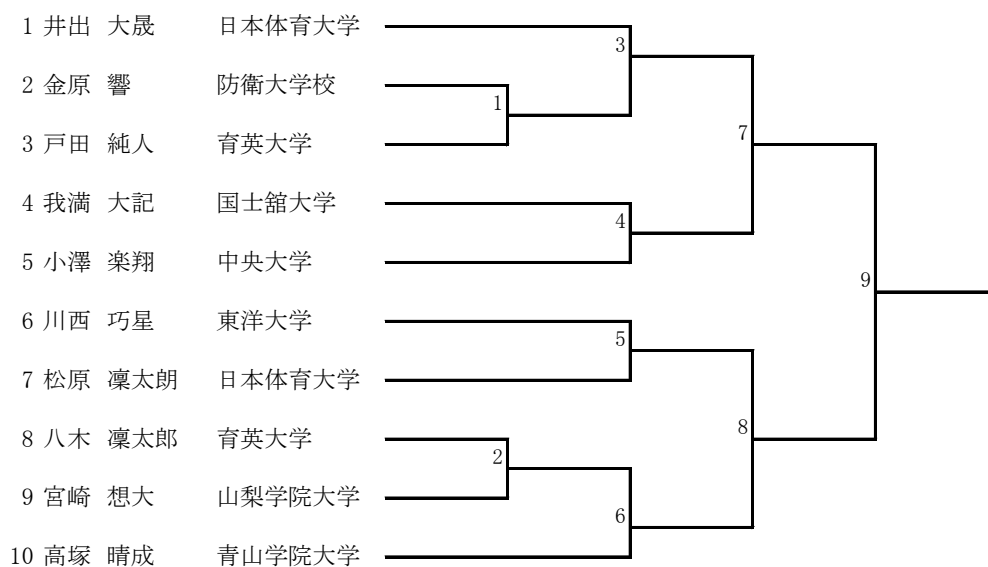 1 井出 大晟 日本体育大学
3
2 金原 響 防衛大学校
1
3 戸田 純人 育英大学
7
4 我満 大記 国士舘大学
4
5 小澤 楽翔 中央大学
9
6 川西 巧星 東洋大学
5
7 松原 凜太朗 日本体育大学
8 八木 凜太郎 育英大学
8
2
9 宮崎 想大 山梨学院大学
6
10 高塚 晴成 青山学院大学